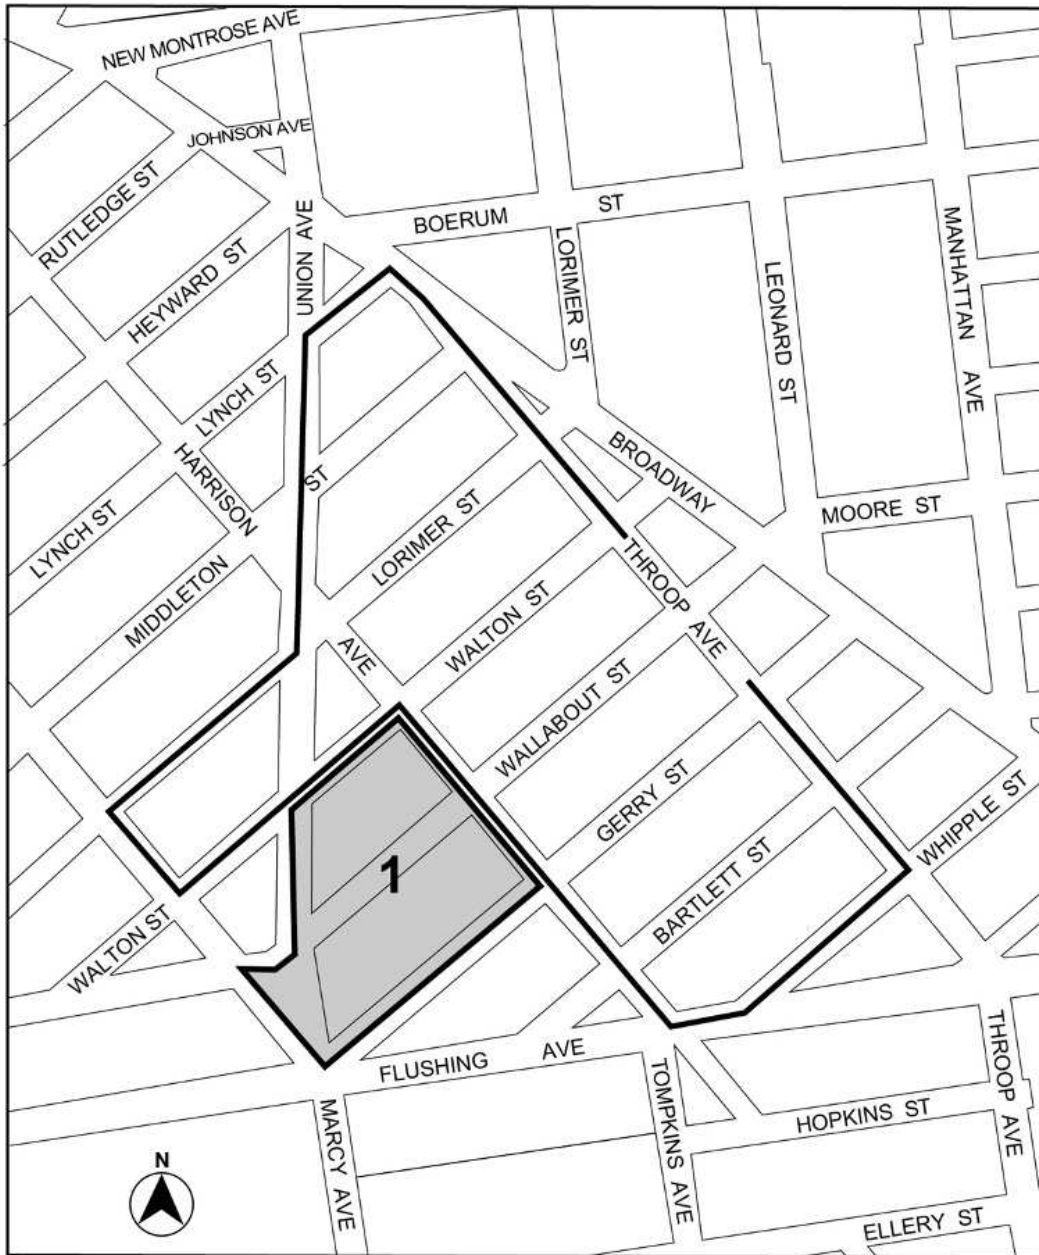 NEW MONTROSE AVE
JOHNSON AVE
RUTLEDGE ST
HEYWARD ST
UNION AVE
BOERUM ST
LORIMER ST
LEONARD ST
MANHATTAN AVE
LYNCH ST
HARRISON AVE
LYNCH ST
MIDDLETON ST
LORIMER ST
BROADWAY
MOORE ST
THROOP AVE
WALTON ST
WALLABOUT ST
GERRY ST
BARTLETT ST
WHIPPLE ST
1
WALTON ST
FLUSHING AVE
MARCY AVE
TOMPKINS AVE
THROOP AVE
HOPKINS ST
ELLERY ST
N